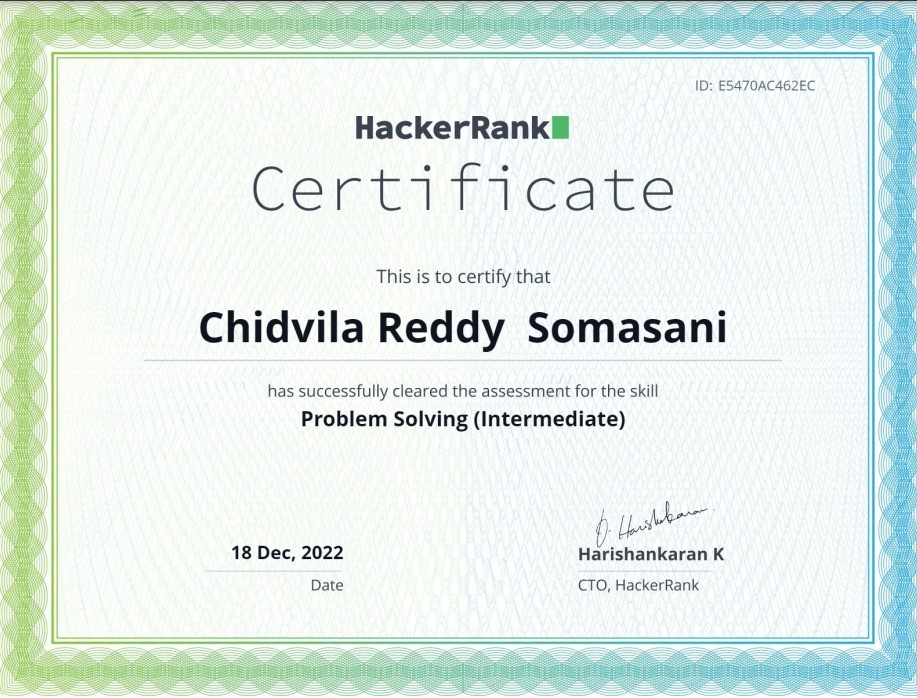 ID: E5470AC462EC
HackerRank
Certificate
This is to certify that
Chidvila Reddy Somasani
has successfully cleared the assessment for the skill
Problem Solving (Intermediate)
D. Harishankaran
18 Dec, 2022
Harishankaran K
Date
CTO, HackerRank